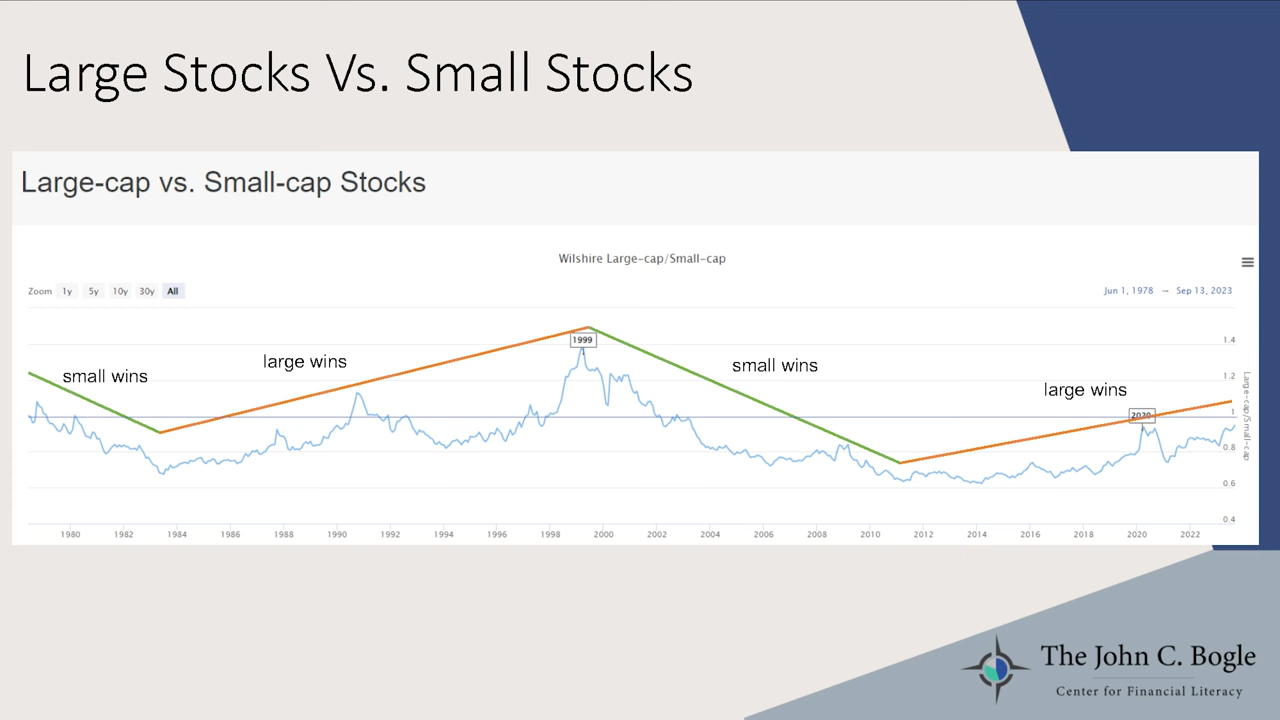 Large Stocks Vs. Small Stocks
Large-cap vs. Small-cap Stocks
Wilshire Large-cap/Small-cap
Zoom 1y 5y 10y 30y All
Jun 1, 1978 → Sep 13, 2023
small wins
large wins
1999
small wins
large wins
2020
1.4
1.2
1
0.8
0.6
0.4
Large-cap/Small-cap
1980 1982 1984 1986 1988 1990 1992 1994 1996 1998 2000 2002 2004 2006 2008 2010 2012 2014 2016 2018 2020 2022
The John C. Bogle
Center for Financial Literacy